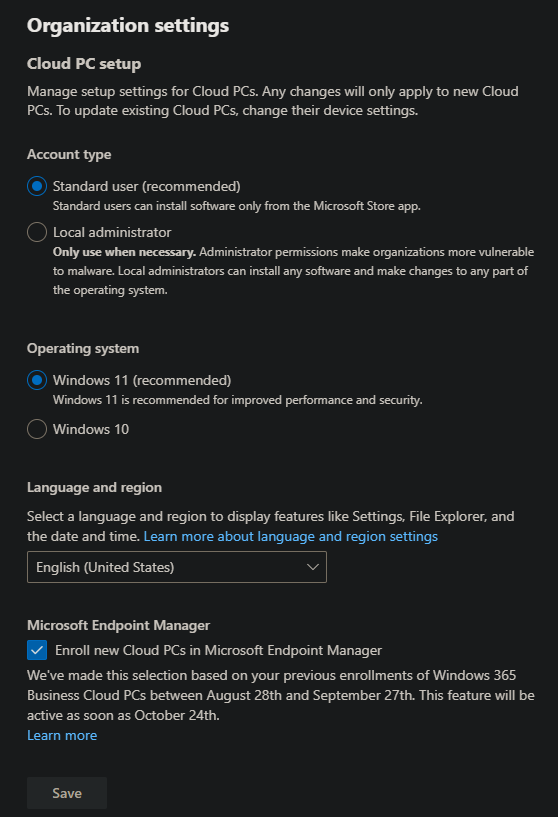 Organization settings
Cloud PC setup
Manage setup settings for Cloud PCs. Any changes will only apply to new Cloud
PCs. To update existing Cloud PCs, change their device settings.
Account type
Standard user (recommended)
Standard users can install software only from the Microsoft Store app.
Local administrator
Only use when necessary. Administrator permissions make organizations more vulnerable
to malware. Local administrators can install any software and make changes to any part of
the operating system.
Operating system
Windows 11 (recommended)
Windows 11 is recommended for improved performance and security.
Windows 10
Language and region
Select a language and region to display features like Settings, File Explorer, and
the date and time. Learn more about language and region settings
English (United States)
Microsoft Endpoint Manager
Enroll new Cloud PCs in Microsoft Endpoint Manager
We've made this selection based on your previous enrollments of Windows 365
Business Cloud PCs between August 28th and September 27th. This feature will be
active as soon as October 24th.
Learn more
Save